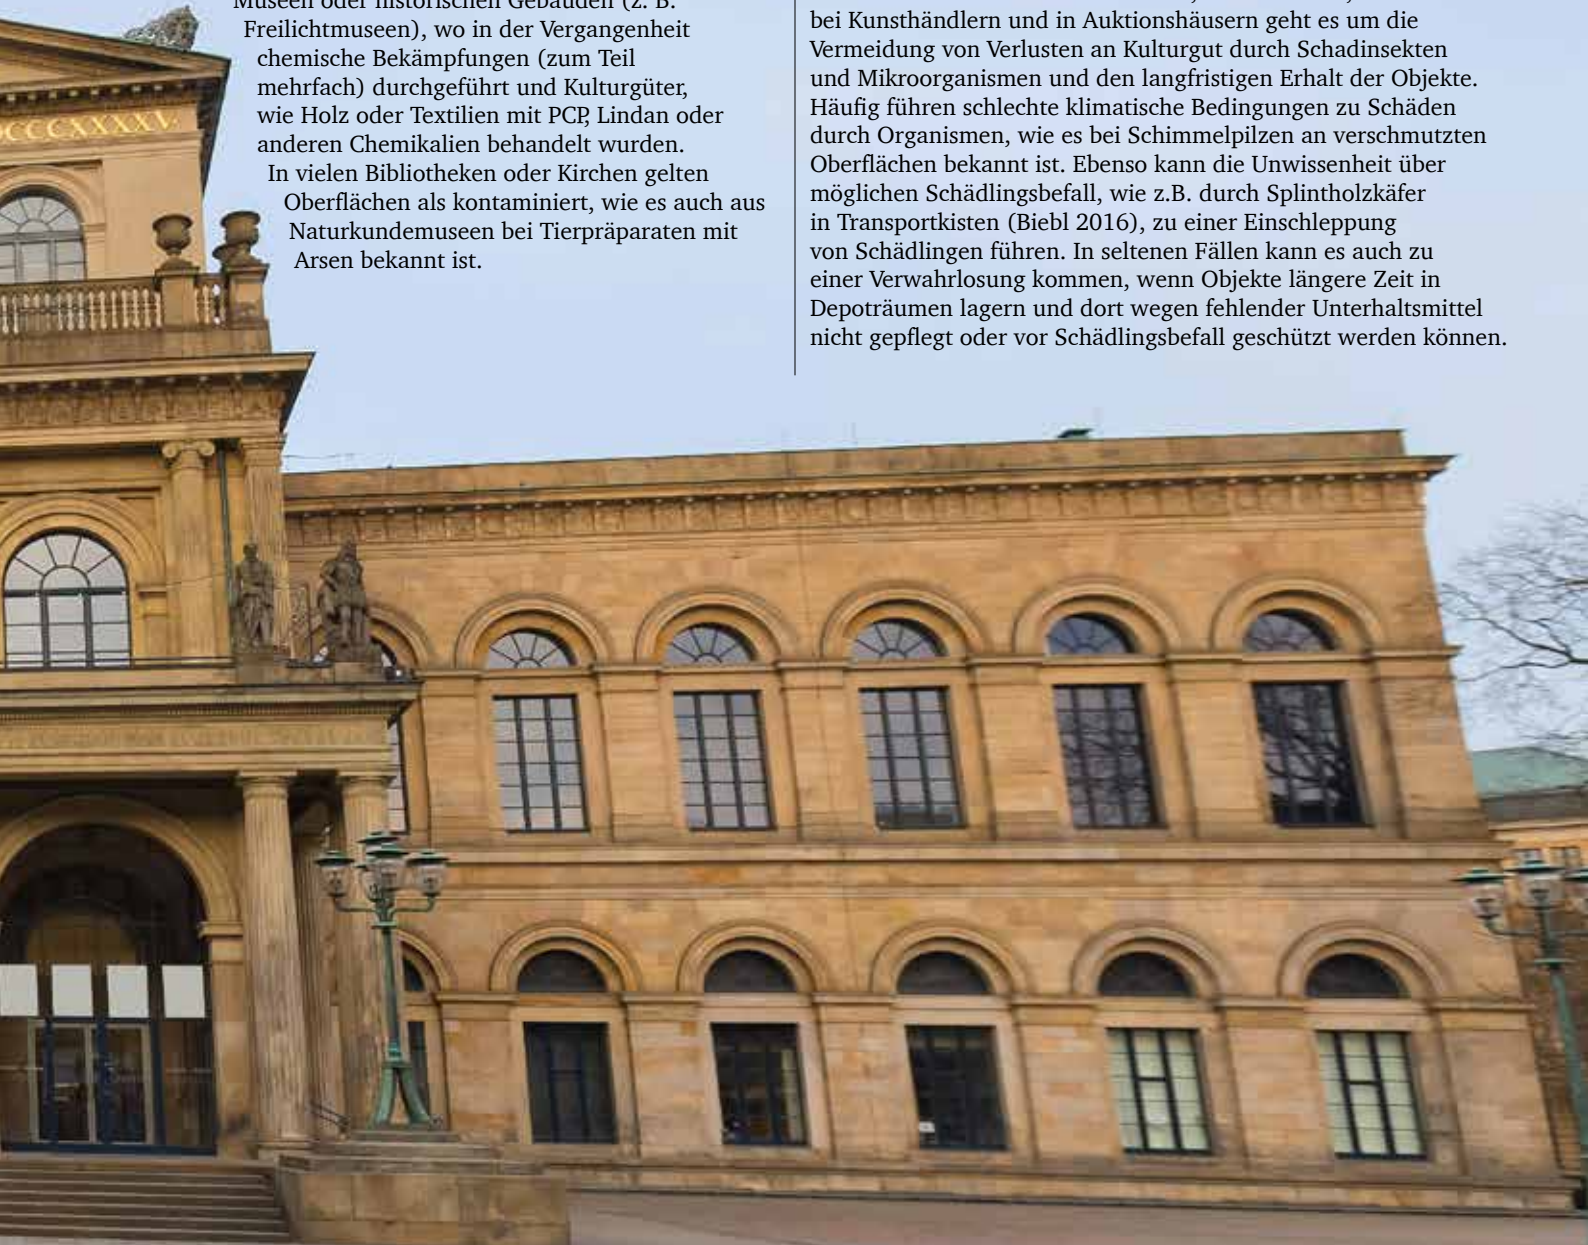 Museen oder historischen Gebäuden (z. B.
Freilichtmuseen), wo in der Vergangenheit
chemische Bekämpfungen (zum Teil
mehrfach) durchgeführt und Kulturgüter,
wie Holz oder Textilien mit PCP, Lindan oder
anderen Chemikalien behandelt wurden.
In vielen Bibliotheken oder Kirchen gelten
Oberflächen als kontaminiert, wie es auch aus
Naturkundemuseen bei Tierpräparaten mit
Arsen bekannt ist.
bei Kunsthändlern und in Auktionshäusern geht es um die
Vermeidung von Verlusten an Kulturgut durch Schadinsekten
und Mikroorganismen und den langfristigen Erhalt der Objekte.
Häufig führen schlechte klimatische Bedingungen zu Schäden
durch Organismen, wie es bei Schimmelpilzen an verschmutzten
Oberflächen bekannt ist. Ebenso kann die Unwissenheit über
möglichen Schädlingsbefall, wie z.B. durch Splintholzkäfer
in Transportkisten (Biebl 2016), zu einer Einschleppung
von Schädlingen führen. In seltenen Fällen kann es auch zu
einer Verwahrlosung kommen, wenn Objekte längere Zeit in
Depoträumen lagern und dort wegen fehlender Unterhaltsmittel
nicht gepflegt oder vor Schädlingsbefall geschützt werden können.
CCCXXXXV.